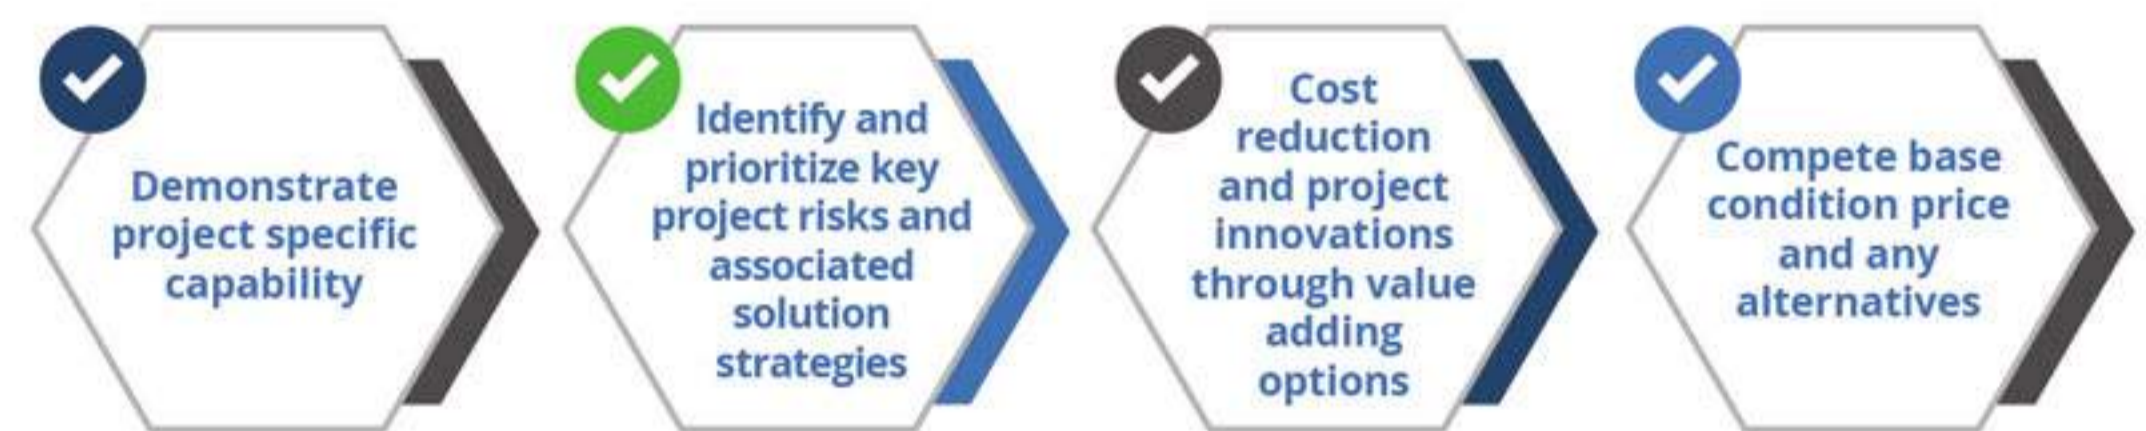 Demonstrate
project specific
capability
Identify and
prioritize key
project risks and
associated
solution
strategies
Cost
reduction
and project
innovations
through value
adding
options
Compete base
condition price
and any
alternatives